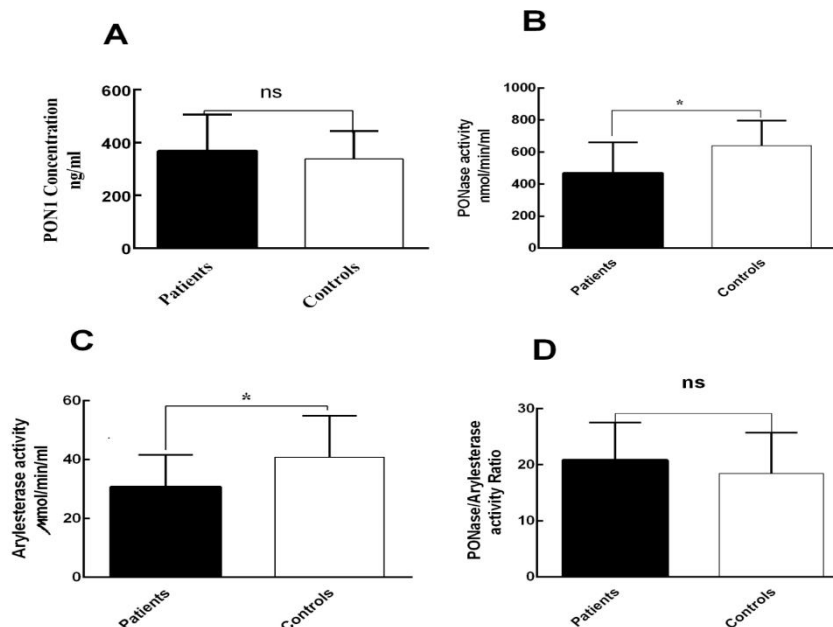 A
PON1 Concentration
ng/ml
600
400
200
0
ns
Patients
Controls
B
PONase activity
nmol/min/ml
1000
800
600
400
200
0
*
Patients
Controls
C
Arylesterase activity
µmol/min/ml
60
40
20
0
*
Patients
Controls
D
PONase/Arylesterase
activity Ratio
30
20
10
0
ns
Patients
Controls